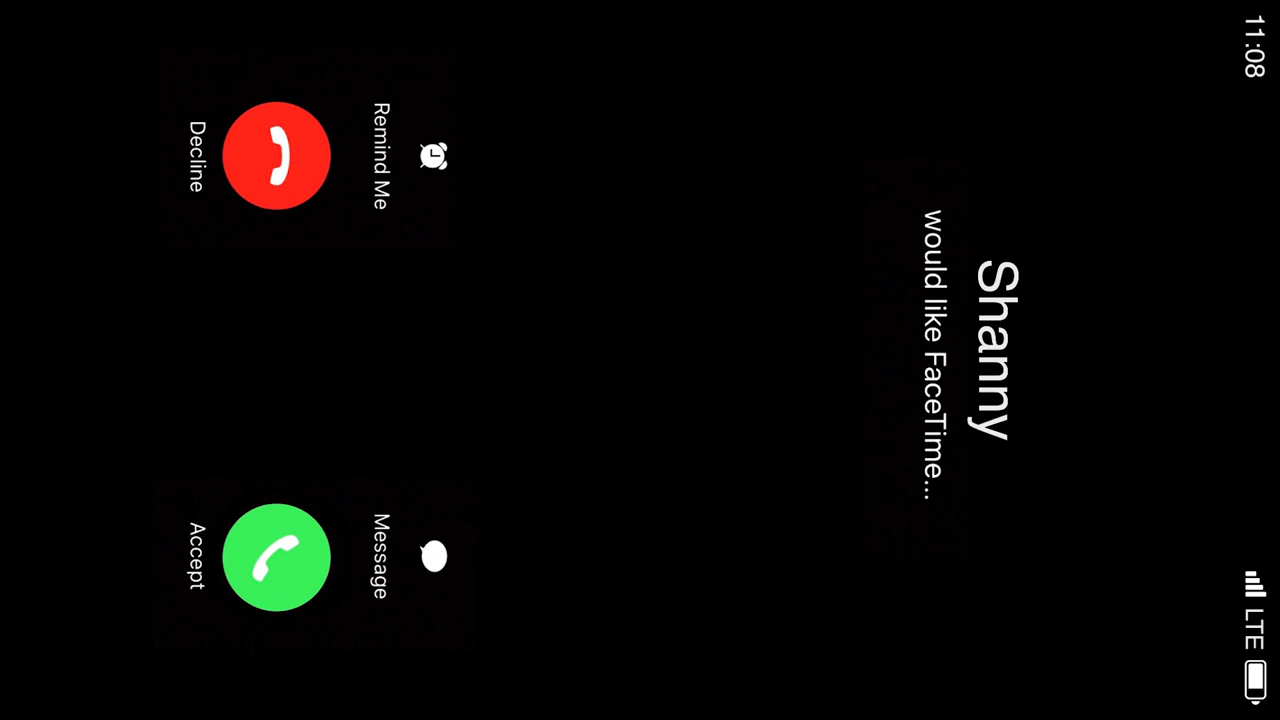 11:08 LTE
Shanny
would like FaceTime...
Remind Me Message
Decline Accept